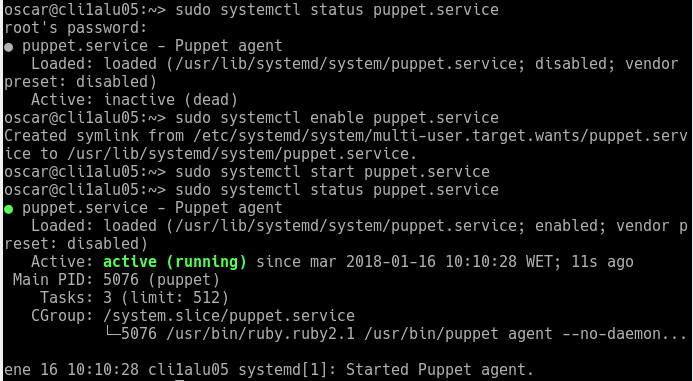 oscar@cli1alu05:~> sudo systemctl status puppet.service
root's password:
● puppet.service - Puppet agent
   Loaded: loaded (/usr/lib/systemd/system/puppet.service; disabled; vendor
preset: disabled)
   Active: inactive (dead)
oscar@cli1alu05:~> sudo systemctl enable puppet.service
Created symlink from /etc/systemd/system/multi-user.target.wants/puppet.serv
ice to /usr/lib/systemd/system/puppet.service.
oscar@cli1alu05:~> sudo systemctl start puppet.service
oscar@cli1alu05:~> sudo systemctl status puppet.service
● puppet.service - Puppet agent
   Loaded: loaded (/usr/lib/systemd/system/puppet.service; enabled; vendor p
reset: disabled)
   Active: active (running) since mar 2018-01-16 10:10:28 WET; 11s ago
 Main PID: 5076 (puppet)
    Tasks: 3 (limit: 512)
   CGroup: /system.slice/puppet.service
           └─5076 /usr/bin/ruby.ruby2.1 /usr/bin/puppet agent --no-daemon...
ene 16 10:10:28 cli1alu05 systemd[1]: Started Puppet agent.